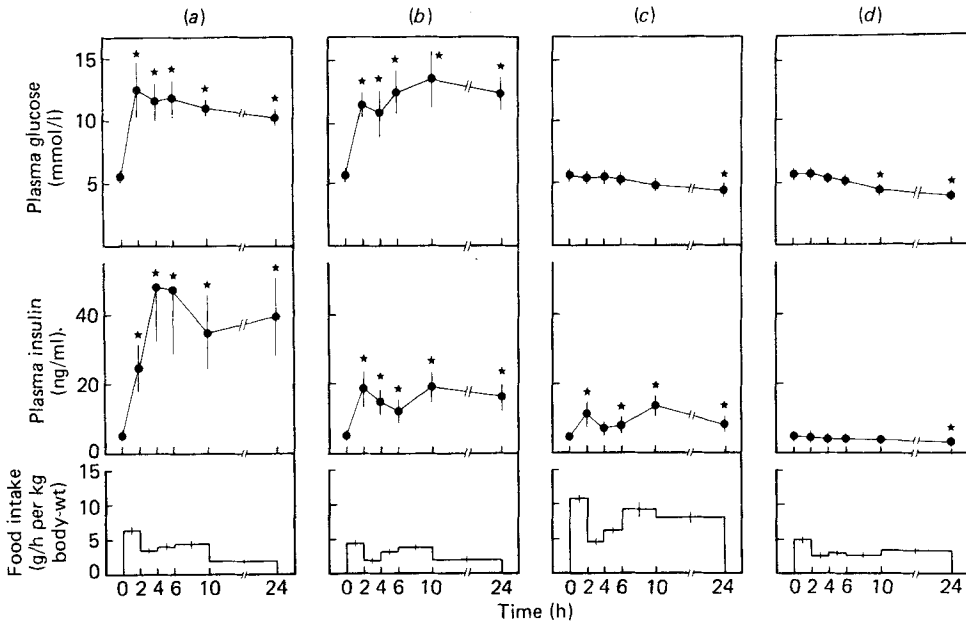 (a) (b) (c) (d)
Plasma glucose
(mmol/l)
15
10
5
★ ★ ★ ★ ★
★ ★ ★ ★ ★
★
★ ★
Plasma insulin
(ng/ml).
40
20
0
★ ★ ★ ★ ★
★ ★ ★ ★ ★
★ ★ ★ ★
★
Food intake
(g/h per kg
body-wt)
15
10
5
0
0 2 4 6 10 24 0 2 4 6 10 24 0 2 4 6 10 24 0 2 4 6 10 24
Time (h)